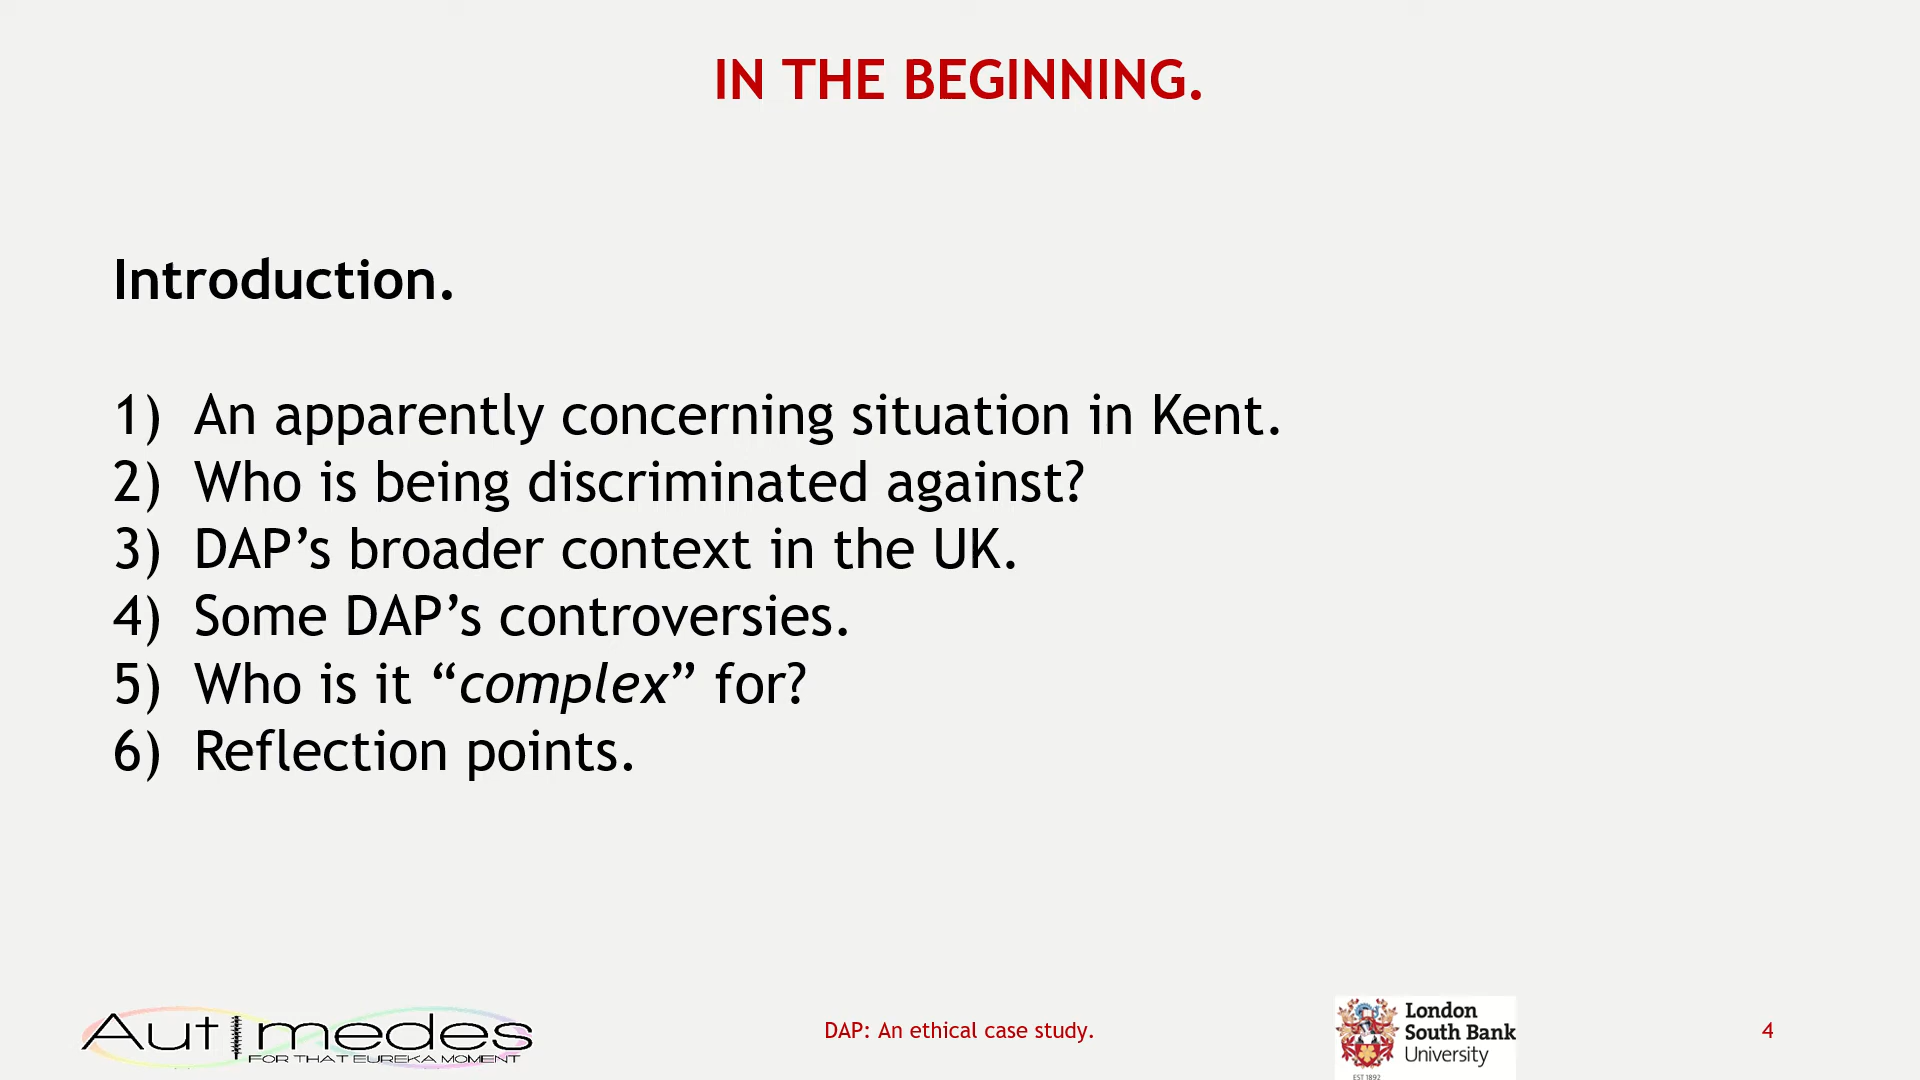 IN THE BEGINNING.
Introduction.
1) An apparently concerning situation in Kent.
2) Who is being discriminated against?
3) DAP’s broader context in the UK.
4) Some DAP’s controversies.
5) Who is it “complex” for?
6) Reflection points.
Autimedes
FOR THAT EUREKA MOMENT
DAP: An ethical case study.
London
South Bank
University
EST 1892
4